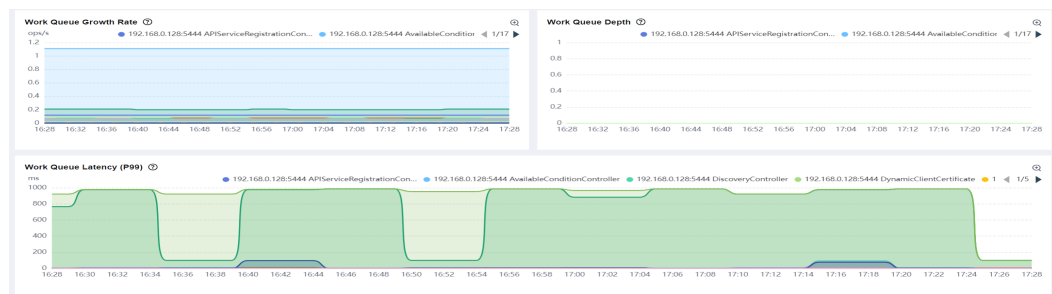 Work Queue Growth Rate
ops/s
192.168.0.128:5444 APIServiceRegistrationCon... 192.168.0.128:5444 AvailableCondition 1/17
1.2
1
0.8
0.6
0.4
0.2
0
16:28 16:32 16:36 16:40 16:44 16:48 16:52 16:56 17:00 17:04 17:08 17:12 17:16 17:20 17:24 17:28
Work Queue Depth
192.168.0.128:5444 APIServiceRegistrationCon... 192.168.0.128:5444 AvailableCondition 1/17
1
0.8
0.6
0.4
0.2
0
16:28 16:32 16:36 16:40 16:44 16:48 16:52 16:56 17:00 17:04 17:08 17:12 17:16 17:20 17:24 17:28
Work Queue Latency (P99)
ms
192.168.0.128:5444 APIServiceRegistrationCon... 192.168.0.128:5444 AvailableConditionController 192.168.0.128:5444 DiscoveryController 192.168.0.128:5444 DynamicClientCertificate 1 1/5
1000
800
600
400
200
0
16:28 16:30 16:32 16:34 16:36 16:38 16:40 16:42 16:44 16:46 16:48 16:50 16:52 16:54 16:56 16:58 17:00 17:02 17:04 17:06 17:08 17:10 17:12 17:14 17:16 17:18 17:20 17:22 17:24 17:26 17:28